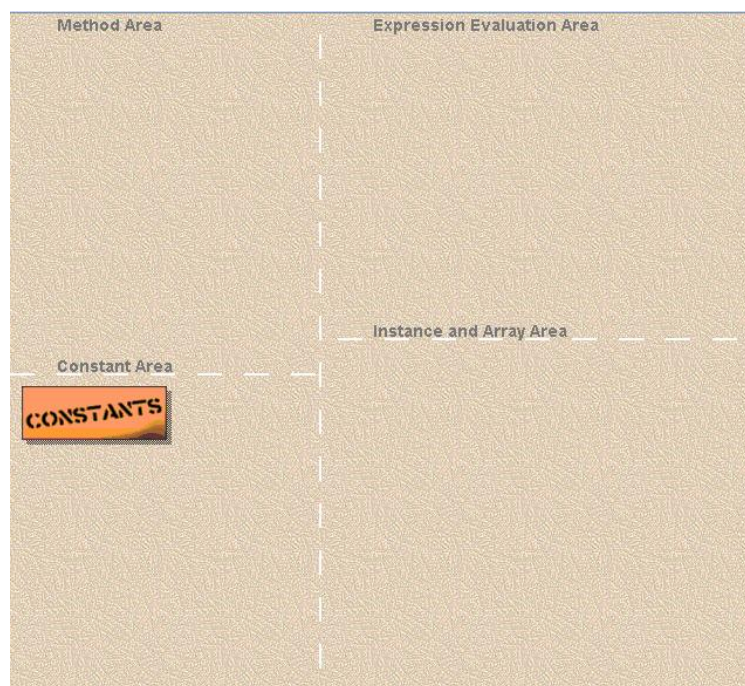 Method Area
Expression Evaluation Area
Instance and Array Area
Constant Area
CONSTANTS